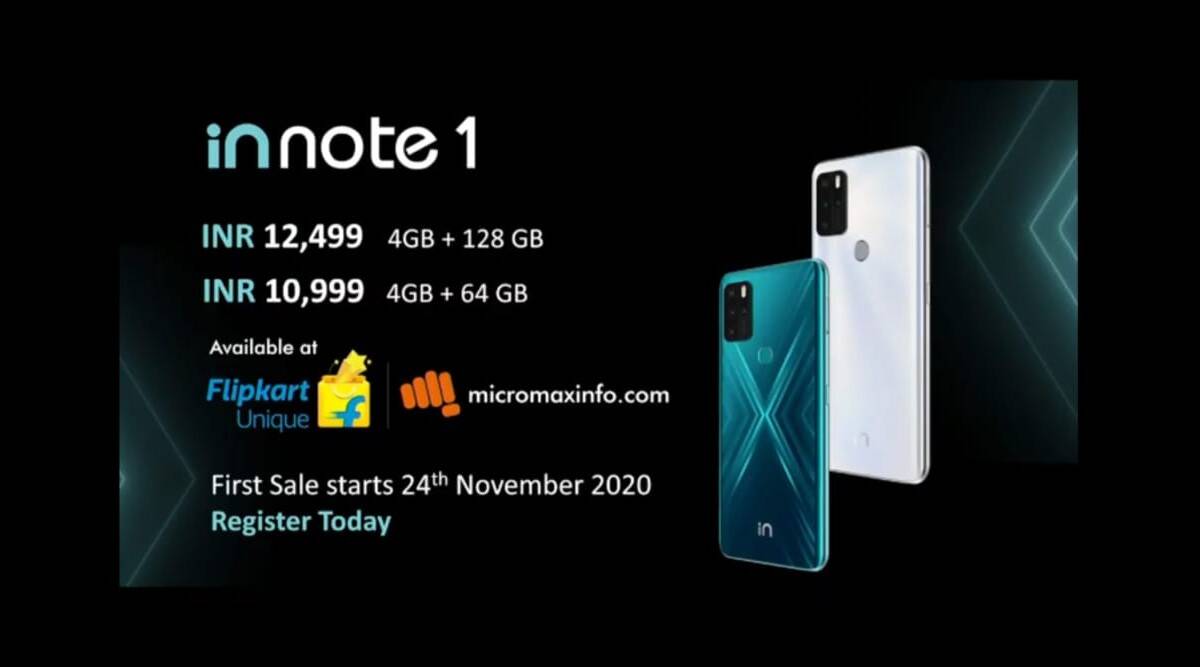 in note 1
INR 12,499 4GB + 128 GB
INR 10,999 4GB + 64 GB
Available at
Flipkart
Unique
micromaxinfo.com
First Sale starts 24th November 2020
Register Today
in
in